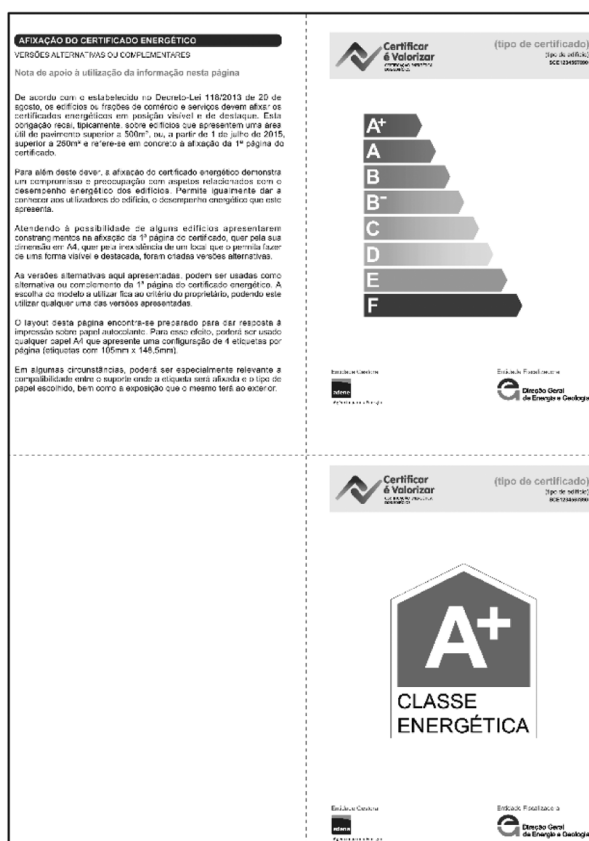 AFIXAÇÃO DO CERTIFICADO ENERGÉTICO
VERSÕES ALTERNATIVAS OU COMPLEMENTARES
Nota de apoio à utilização da informação nesta página
De acordo com o estabelecido no Decreto-Lei 118/2013 de 20 de
agosto, os edifícios ou frações de comércio e serviços devem afixar os
certificados energéticos em posição visível e de destaque. Esta
obrigação recai, tipicamente, sobre edifícios que apresentem uma área
útil de pavimento superior a 500m², ou, a partir de 1 de julho de 2015,
superior a 250m² e refere-se em concreto à afixação da 1ª página do
certificado.
Para além deste dever, a afixação do certificado energético demonstra
um compromisso e preocupação com aspetos relacionados com o
desempenho energético dos edifícios. Permite igualmente dar a
conhecer aos utilizadores do edifício, o desempenho energético que este
apresenta.
Atendendo à possibilidade de alguns edifícios apresentarem
constrangimentos na afixação da 1ª página do certificado, quer pela sua
dimensão em A4, quer pela inexistência de um local que o permita fazer
de uma forma visível e destacada, foram criadas versões alternativas.
As versões alternativas aqui apresentadas, podem ser usadas como
alternativa ou complemento da 1ª página do certificado energético. A
escolha do modelo a utilizar fica ao critério do proprietário, podendo este
utilizar qualquer uma das versões apresentadas.
O layout desta página encontra-se preparado para dar resposta à
impressão sobre papel autocolante. Para esse efeito, poderá ser usado
qualquer papel A4 que apresente uma configuração de 4 etiquetas por
página (etiquetas com 105mm x 148,5mm).
Em algumas circunstâncias, poderá ser especialmente relevante a
compatibilidade entre o suporte onde a etiqueta será afixada e o tipo de
papel escolhido, bem como a exposição que o mesmo terá ao exterior.
Certificar
é Valorizar
(tipo de certificado)
(tipo de edifício)
SCE1234567890
A+
A
B
B-
C
D
E
F
Entidade Gestora
Entidade Fiscalizadora
adene
Direção Geral
de Energia e Geologia
Certificar
é Valorizar
(tipo de certificado)
(tipo de edifício)
SCE1234567890
A+
CLASSE
ENERGÉTICA
Entidade Gestora
Entidade Fiscalizadora
adene
Direção Geral
de Energia e Geologia